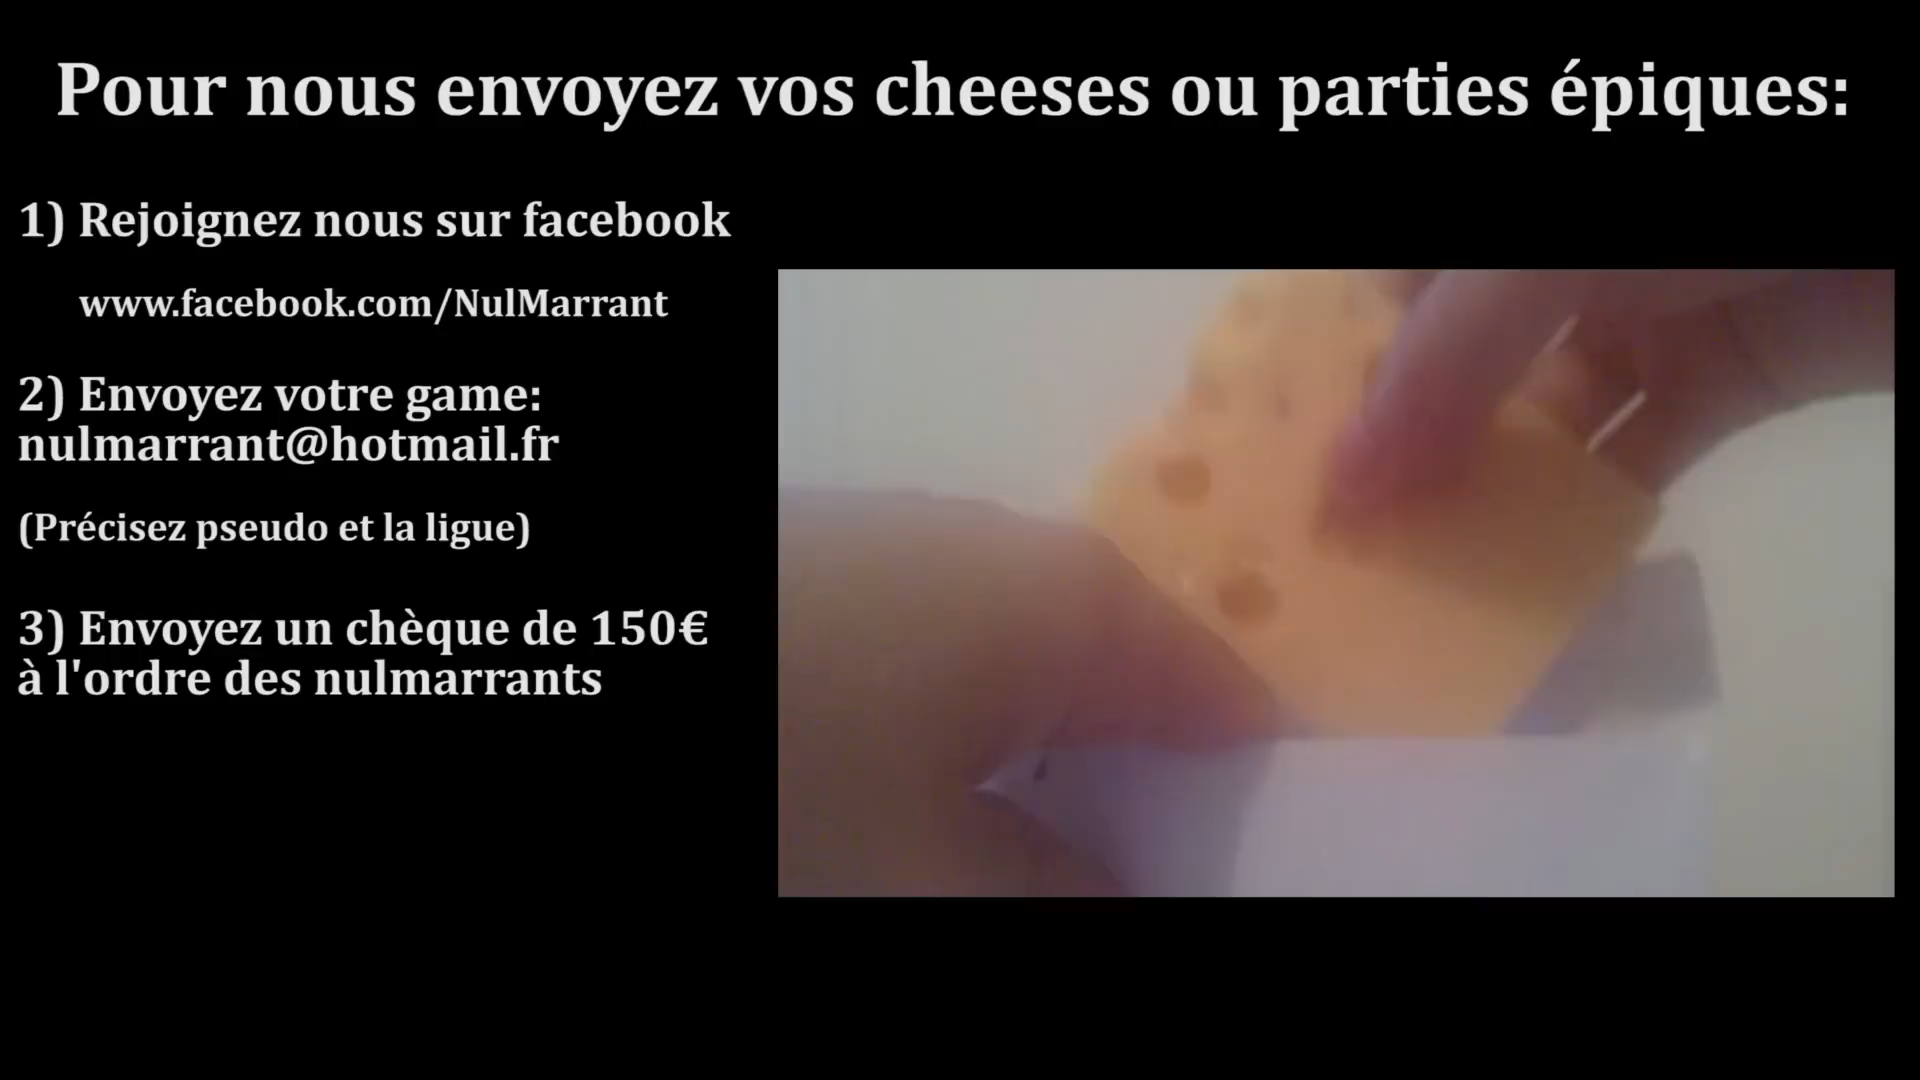 Pour nous envoyez vos cheeses ou parties épiques:
1) Rejoignez nous sur facebook
www.facebook.com/NulMarrant
2) Envoyez votre game:
nulmarrant@hotmail.fr
(Précisez pseudo et la ligue)
3) Envoyez un chèque de 150€
à l'ordre des nulmarrants